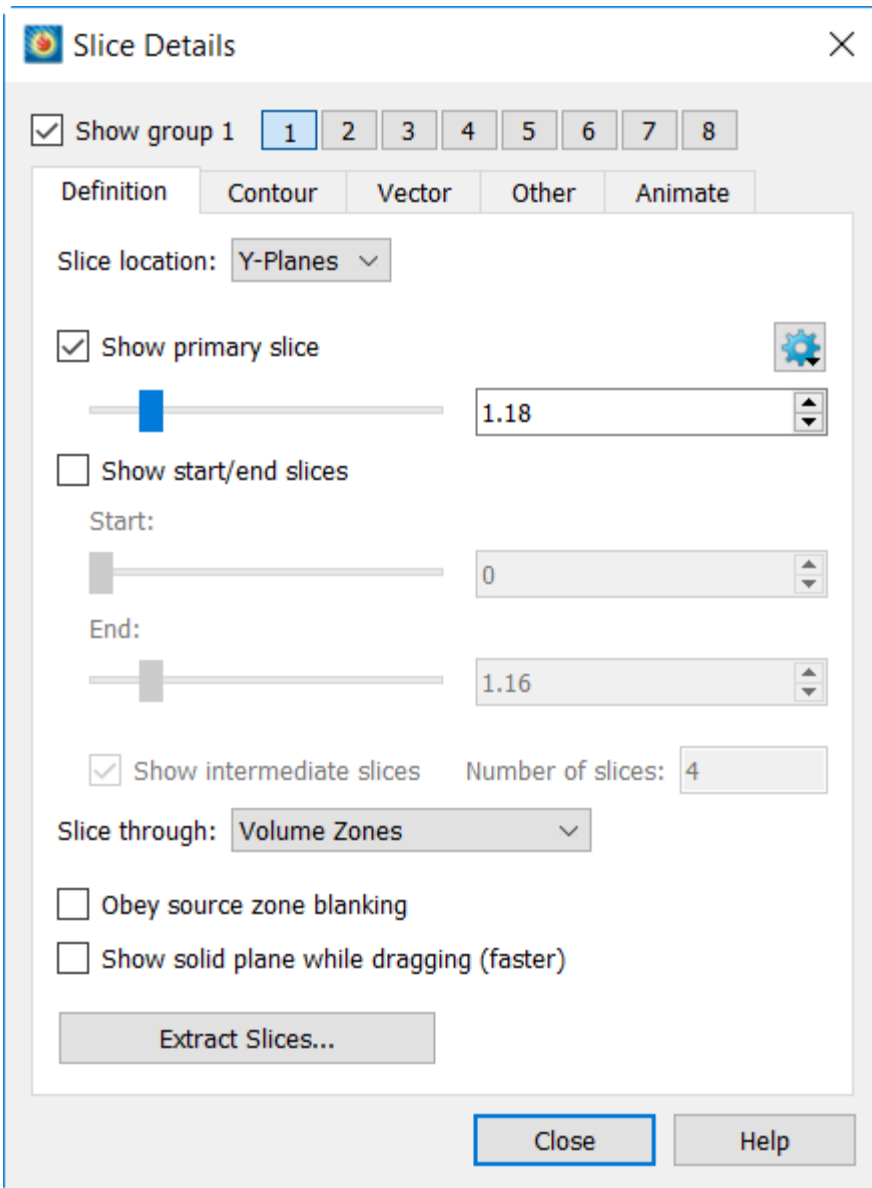 Slice Details
Show group 1 1 2 3 4 5 6 7 8
Definition Contour Vector Other Animate
Slice location: Y-Planes
Show primary slice
1.18
Show start/end slices
Start:
0
End:
1.16
Show intermediate slices Number of slices: 4
Slice through: Volume Zones
Obey source zone blanking
Show solid plane while dragging (faster)
Extract Slices...
Close Help